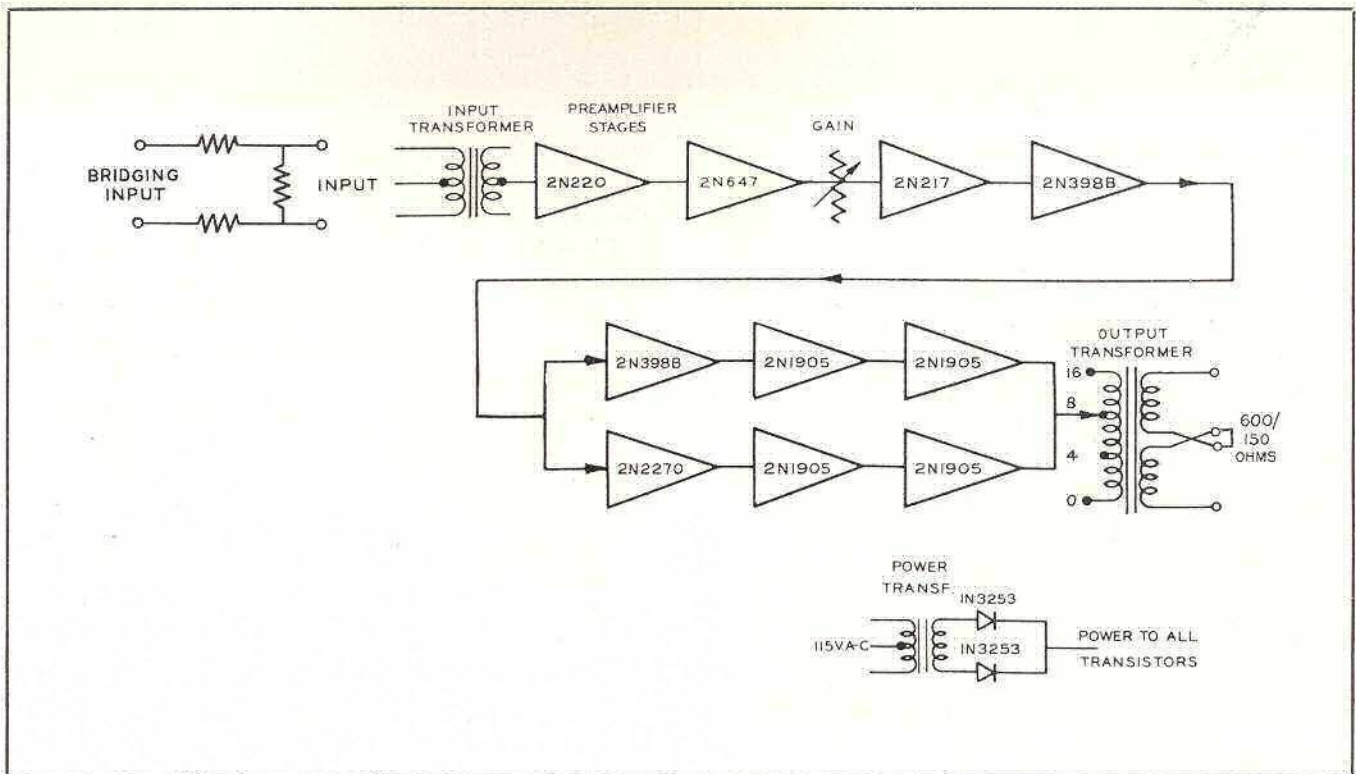 INPUT
TRANSFORMER
PREAMPLIFIER
STAGES
GAIN
BRIDGING
INPUT
INPUT
2N220
2N647
2N217
2N398B
2N398B
2N1905
2N1905
OUTPUT
TRANSFORMER
16
8
4
0
600/
150
OHMS
2N2270
2N1905
2N1905
POWER
TRANSF.
IN3253
115VA-C
IN3253
POWER TO ALL
TRANSISTORS